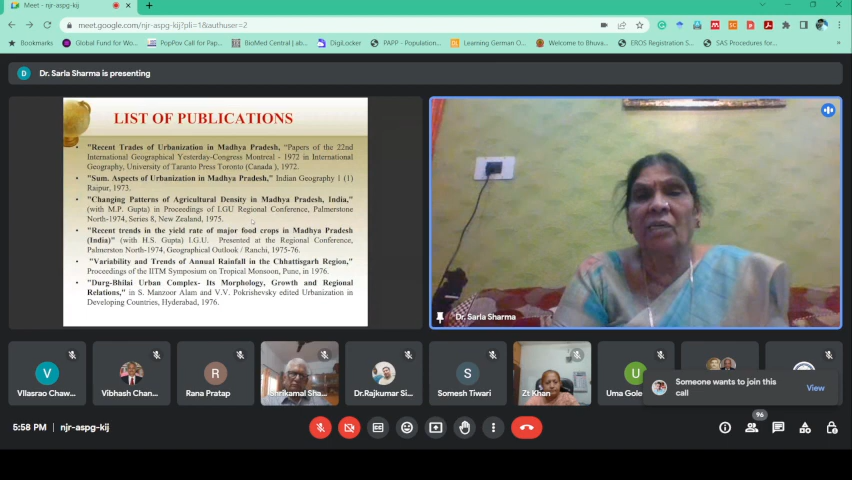 Meet - njr-aspg-kij
meet.google.com/njr-aspg-kij?pli=1&authuser=2
Bookmarks
Global Fund for Wo...
PopPov Call for Pap...
BioMed Central | ab...
DigiLocker
PAPP - Population...
Learning German O...
Welcome to Bhuva...
EROS Registration S...
SAS Procedures for...
D
Dr. Sarla Sharma is presenting
LIST OF PUBLICATIONS
• "Recent Trades of Urbanization in Madhya Pradesh, "Papers of the 22nd
International Geographical Yesterday-Congress Montreal - 1972 in International
Geography, University of Taranto Press Toronto (Canada ), 1972.
• "Sum. Aspects of Urbanization in Madhya Pradesh," Indian Geography 1 (1)
Raipur, 1973.
• "Changing Patterns of Agricultural Density in Madhya Pradesh, India,"
(with M.P. Gupta) in Proceedings of I.GU Regional Conference, Palmerstone
North-1974, Series 8, New Zealand, 1975.
• "Recent trends in the yield rate of major food crops in Madhya Pradesh
(India)" (with H.S. Gupta) I.G.U. Presented at the Regional Conference,
Palmerston North-1974, Geographical Outlook / Ranchi, 1975-76.
• "Variability and Trends of Annual Rainfall in the Chhattisgarh Region,"
Proceedings of the IITM Symposium on Tropical Monsoon, Pune, in 1976.
• "Durg-Bhilai Urban Complex- Its Morphology, Growth and Regional
Relations," in S. Manzoor Alam and V.V. Pokrishevsky edited Urbanization in
Developing Countries, Hyderabad, 1976.
Dr. Sarla Sharma
V
R
S
U
Vllasrao Chaw...
Vibhash Chan...
Rana Pratap
Dr.Rajkumar Si...
Somesh Tiwari
Zt Khan
Uma Gole
Someone wants to join this
call
View
5:58 PM | njr-aspg-kij
96